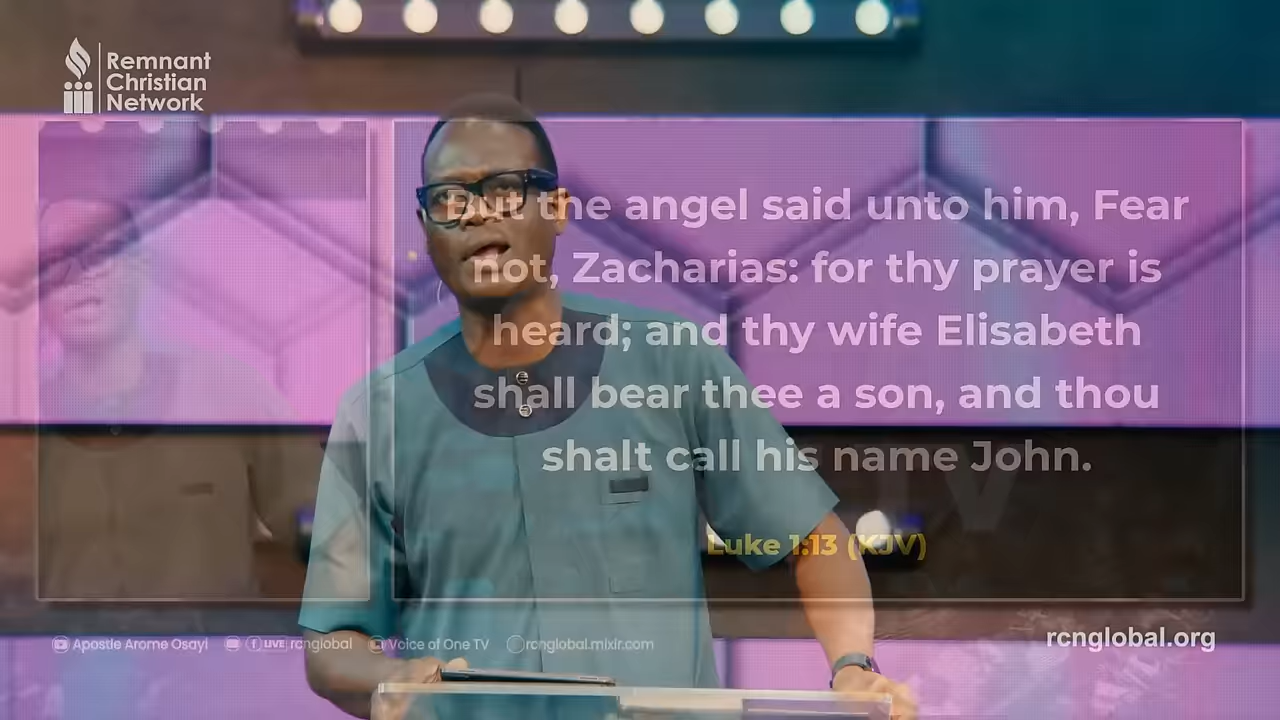 Remnant
Christian
Network
But the angel said unto him, Fear
not, Zacharias: for thy prayer is
heard; and thy wife Elisabeth
shall bear thee a son, and thou
shalt call his name John.
TV
Luke 1:13 (KJV)
Apostle Arome Osayi LIVE rcnglobal Voice of One TV rcnglobal.mixlr.com
rcnglobal.org